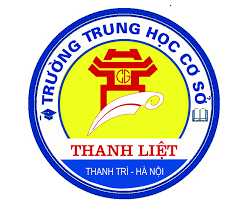 TRƯỜNG TRUNG HỌC CƠ SỞ
THANH LIỆT
THANH TRÌ - HÀ NỘI